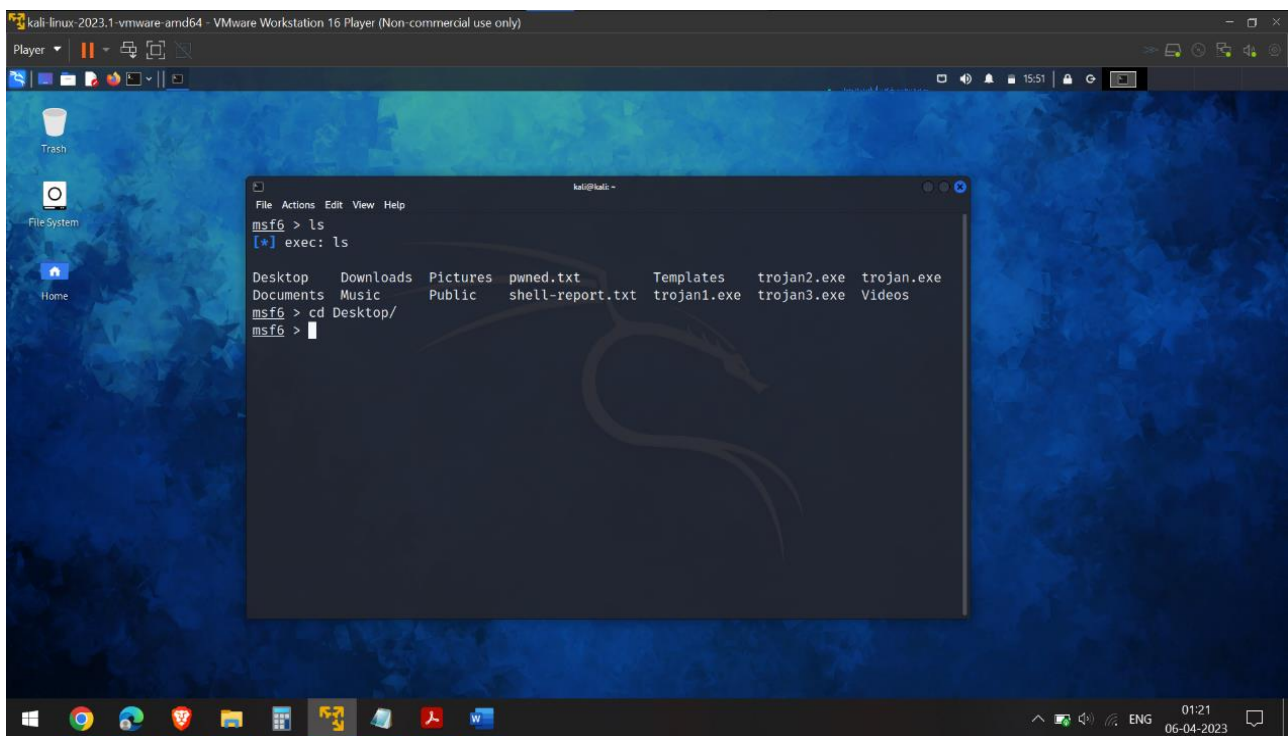 kali-linux-2023.1-vmware-amd64 - VMware Workstation 16 Player (Non-commercial use only)
Player
15:51
Trash
File System
Home
kali@kali: ~
File Actions Edit View Help
msf6 > ls
[*] exec: ls
Desktop Downloads Pictures pwned.txt Templates trojan2.exe trojan.exe
Documents Music Public shell-report.txt trojan1.exe trojan3.exe Videos
msf6 > cd Desktop/
msf6 >
ENG
01:21
06-04-2023